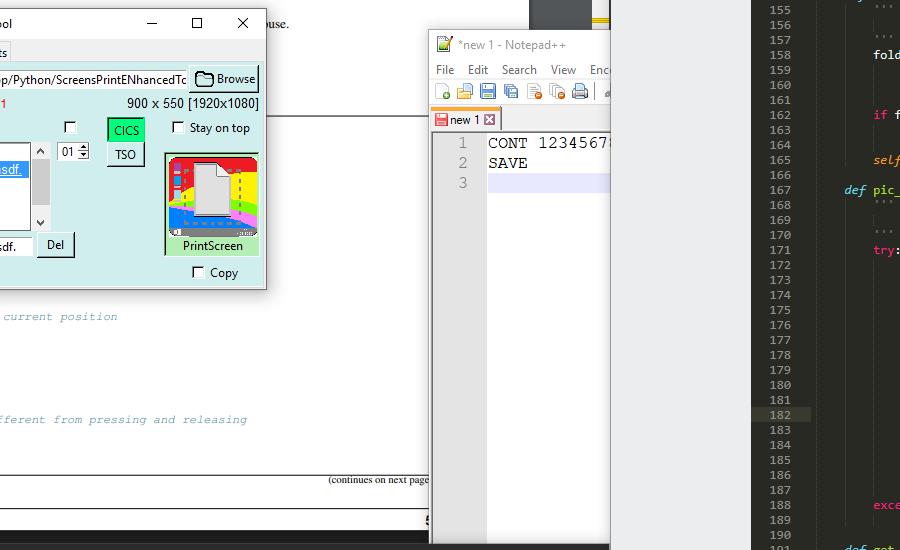 ool
ts
op/Python/ScreensPrintENhancedTo
Browse
1
900 x 550 [1920x1080]
CICS
Stay on top
01
TSO
asdf.
PrintScreen
sdf.
Del
Copy
ouse.
current position
fferent from pressing and releasing
(continues on next page
5
*new 1 - Notepad++
File Edit Search View Enc
new 1
1 CONT 12345678
2 SAVE
3
155 '''
156
157 '''
158 fold
159
160
161
162 if f
163
164
165 self
166
167 def pic_
168 '''
169
170 '''
171 try:
172
173
174
175
176
177
178
179
180
181
182
183
184
185
186
187
188 exce
189
190
191 def get